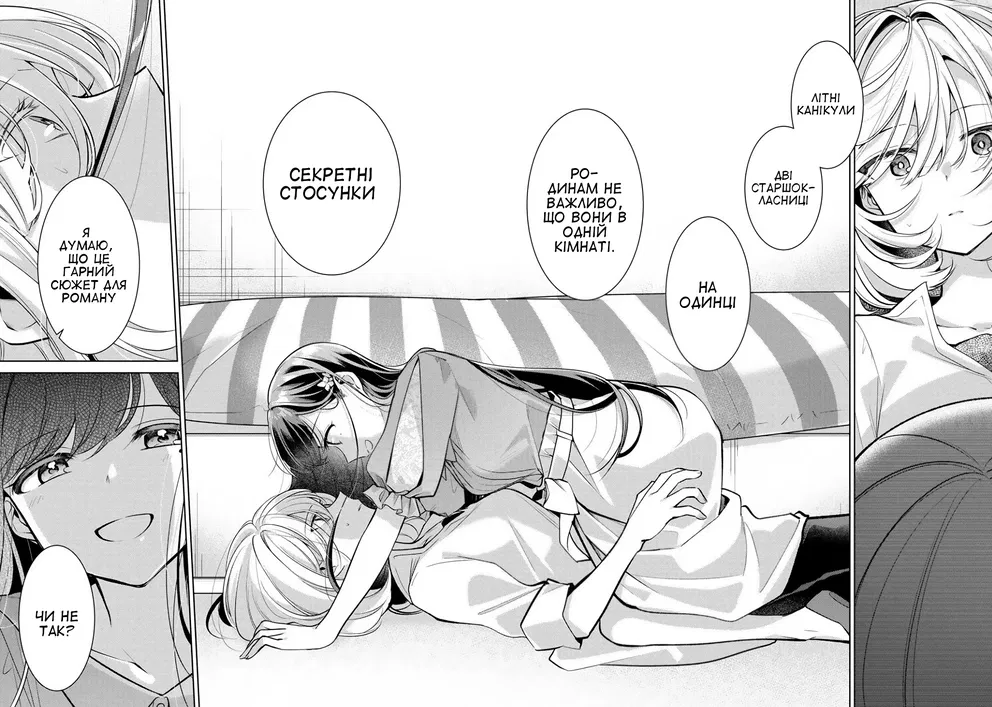 ЛІТНІ
КАНІКУЛИ
ДВІ
СТАРШОК-
ЛАСНИЦІ
НА
ОДИНЦІ
РО-
ДИНАМ НЕ
ВАЖЛИВО,
ЩО ВОНИ В
ОДНІЙ
КІМНАТІ.
СЕКРЕТНІ
СТОСУНКИ
Я
ДУМАЮ,
ЩО ЦЕ
ГАРНИЙ
СЮЖЕТ ДЛЯ
РОМАНУ
ЧИ НЕ
ТАК?